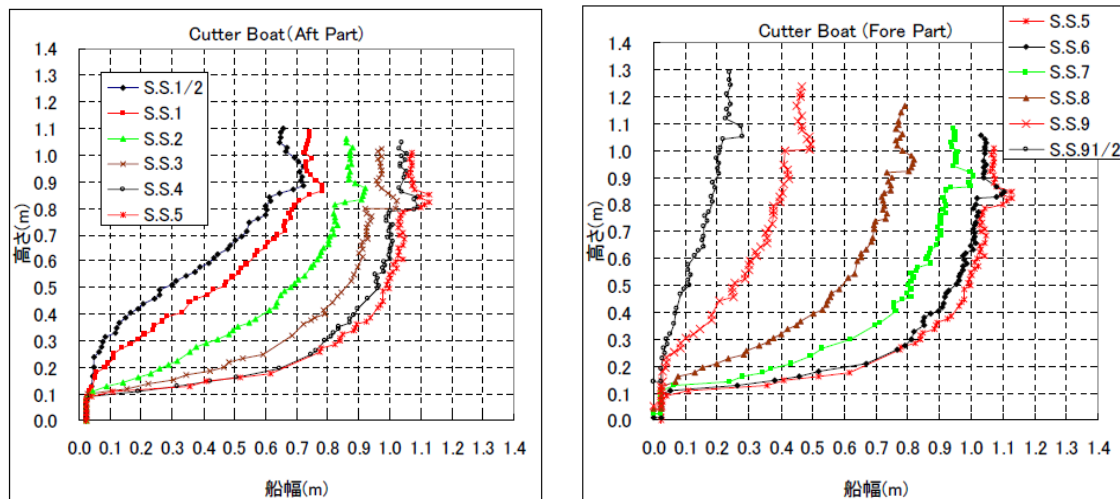 Cutter Boat(Aft Part)
1.4
1.3
1.2
1.1
1.0
0.9
0.8
0.7
0.6
0.5
0.4
0.3
0.2
0.1
0.0
高さ(m)
S.S.1/2
S.S.1
S.S.2
S.S.3
S.S.4
S.S.5
0.0 0.1 0.2 0.3 0.4 0.5 0.6 0.7 0.8 0.9 1.0 1.1 1.2 1.3 1.4
船幅(m)
Cutter Boat (Fore Part)
1.4
1.3
1.2
1.1
1.0
0.9
0.8
0.7
0.6
0.5
0.4
0.3
0.2
0.1
0.0
高さ(m)
S.S.5
S.S.6
S.S.7
S.S.8
S.S.9
S.S.91/2
0.0 0.1 0.2 0.3 0.4 0.5 0.6 0.7 0.8 0.9 1.0 1.1 1.2 1.3 1.4
船幅(m)